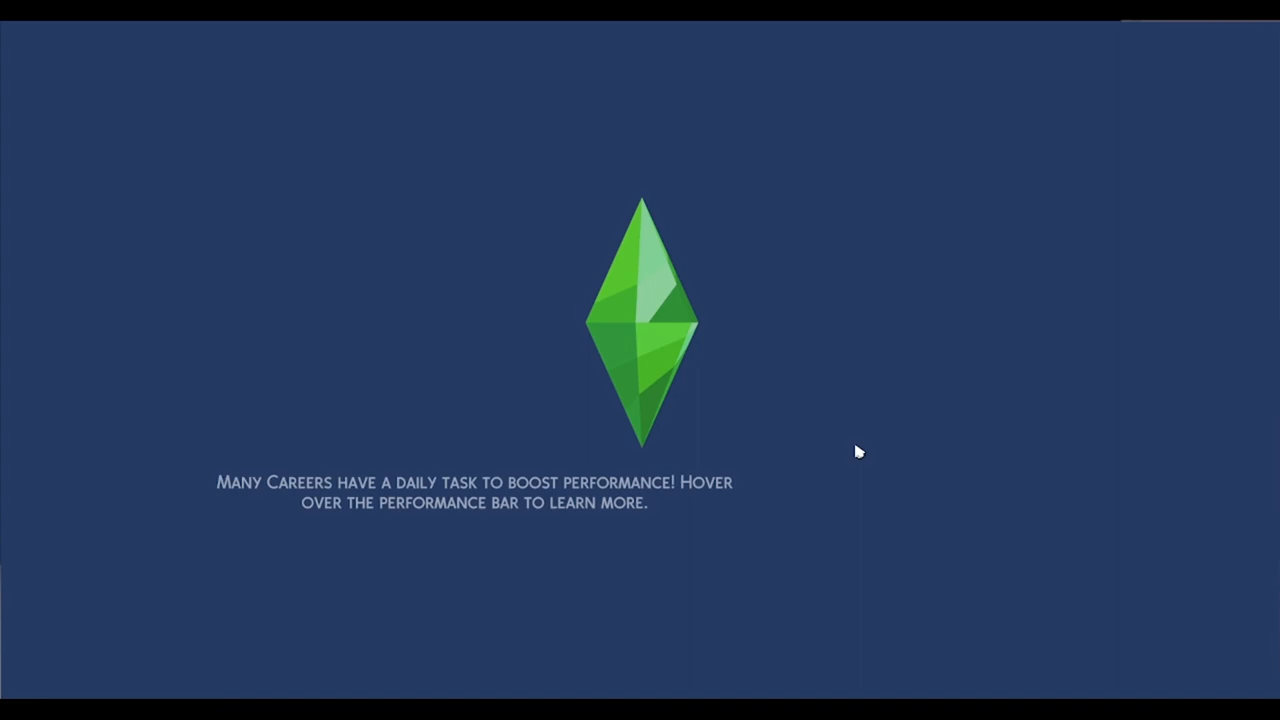 Many Careers have a daily task to boost performance! Hover
over the performance bar to learn more.